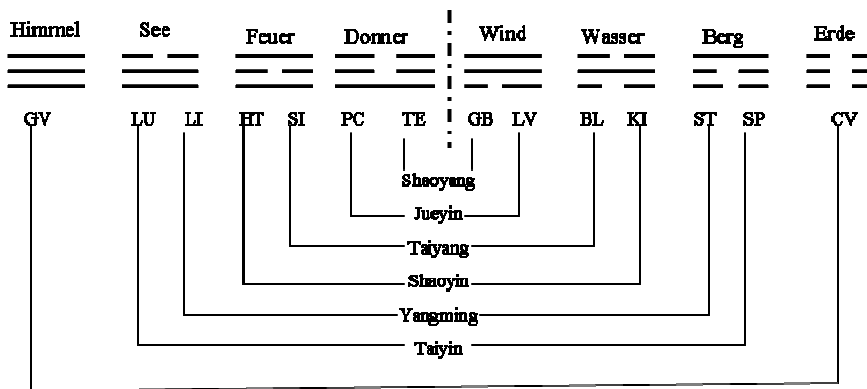 Himmel See Feuer Donner Wind Wasser Berg Erde
GV LU LI HT SI PC TE GB LV BL KI ST SP CV
Shaoyang
Jueyin
Taiyang
Shaoyin
Yangming
Taiyin